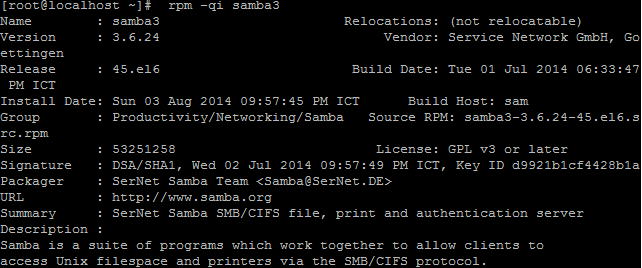 [root@localhost ~]#  rpm -qi samba3
Name        : samba3                       Relocations: (not relocatable)
Version     : 3.6.24                            Vendor: Service Network GmbH, Go
ettingen
Release     : 45.el6                        Build Date: Tue 01 Jul 2014 06:33:47
 PM ICT
Install Date: Sun 03 Aug 2014 09:57:45 PM ICT      Build Host: sam
Group       : Productivity/Networking/Samba   Source RPM: samba3-3.6.24-45.el6.s
rc.rpm
Size        : 53251258                         License: GPL v3 or later
Signature   : DSA/SHA1, Wed 02 Jul 2014 09:57:49 PM ICT, Key ID d9921b1cf4428b1a
Packager    : SerNet Samba Team <Samba@SerNet.DE>
URL         : http://www.samba.org
Summary     : SerNet Samba SMB/CIFS file, print and authentication server
Description :
Samba is a suite of programs which work together to allow clients to
access Unix filespace and printers via the SMB/CIFS protocol.